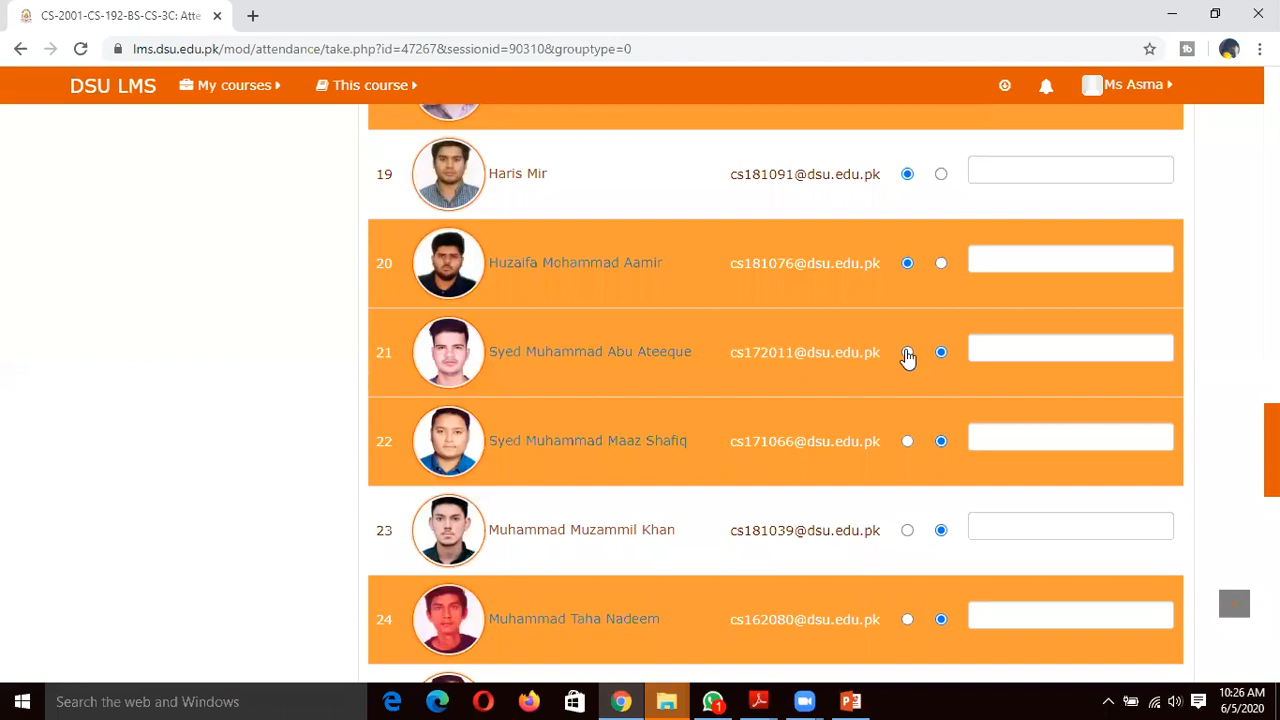 CS-2001-CS-192-BS-CS-3C: Atte
lms.dsu.edu.pk/mod/attendance/take.php?id=47267&sessionid=90310&grouptype=0
DSU LMS My courses This course Ms Asma
19 Haris Mir cs181091@dsu.edu.pk
20 Huzaifa Mohammad Aamir cs181076@dsu.edu.pk
21 Syed Muhammad Abu Ateeque cs172011@dsu.edu.pk
22 Syed Muhammad Maaz Shafiq cs171066@dsu.edu.pk
23 Muhammad Muzammil Khan cs181039@dsu.edu.pk
24 Muhammad Taha Nadeem cs162080@dsu.edu.pk
Search the web and Windows
1
10:26 AM
6/5/2020